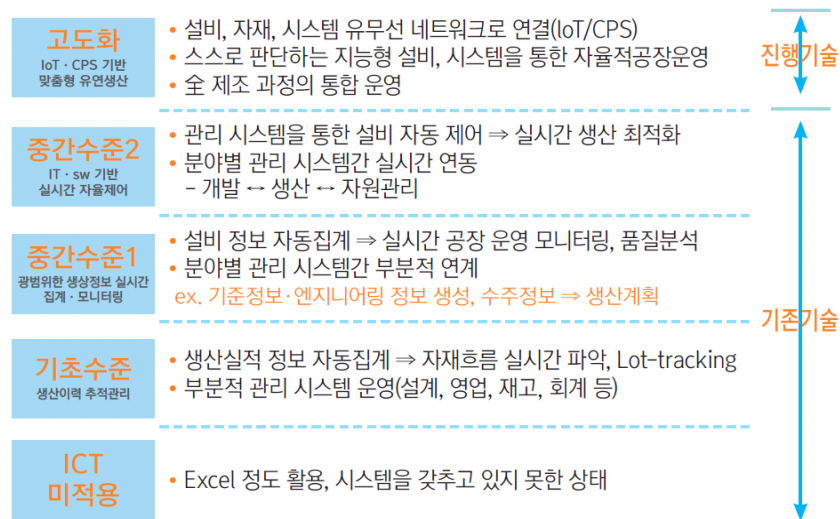 고도화
IoT · CPS 기반
맞춤형 유연생산
• 설비, 자재, 시스템 유무선 네트워크로 연결(IoT/CPS)
• 스스로 판단하는 지능형 설비, 시스템을 통한 자율적공장운영
• 全 제조 과정의 통합 운영
진행기술
중간수준2
IT · sw 기반
실시간 자율제어
• 관리 시스템을 통한 설비 자동 제어 ⇒ 실시간 생산 최적화
• 분야별 관리 시스템간 실시간 연동
– 개발 ↔ 생산 ↔ 자원관리
중간수준1
광범위한 생상정보 실시간
집계 · 모니터링
• 설비 정보 자동집계 ⇒ 실시간 공장 운영 모니터링, 품질분석
• 분야별 관리 시스템간 부분적 연계
ex. 기준정보·엔지니어링 정보 생성, 수주정보 ⇒ 생산계획
기존기술
기초수준
생산이력 추적관리
• 생산실적 정보 자동집계 ⇒ 자재흐름 실시간 파악, Lot-tracking
• 부분적 관리 시스템 운영(설계, 영업, 재고, 회계 등)
ICT
미적용
• Excel 정도 활용, 시스템을 갖추고 있지 못한 상태